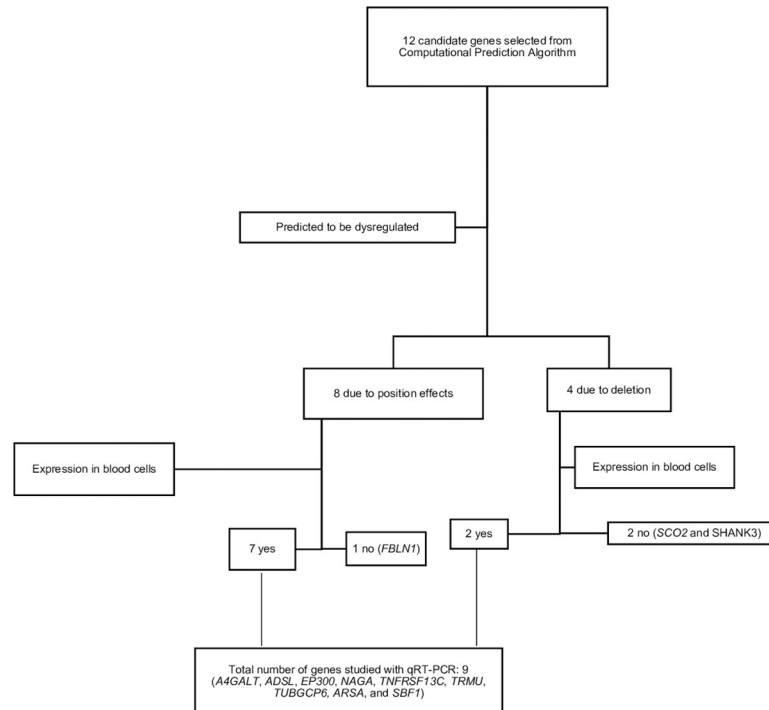 12 candidate genes selected from
Computational Prediction Algorithm
Predicted to be dysregulated
8 due to position effects
4 due to deletion
Expression in blood cells
Expression in blood cells
7 yes
1 no (FBLN1)
2 yes
2 no (SCO2 and SHANK3)
Total number of genes studied with qRT-PCR: 9
(A4GALT, ADSL, EP300, NAGA, TNFRSF13C, TRMU,
TUBGCP6, ARSA, and SBF1)